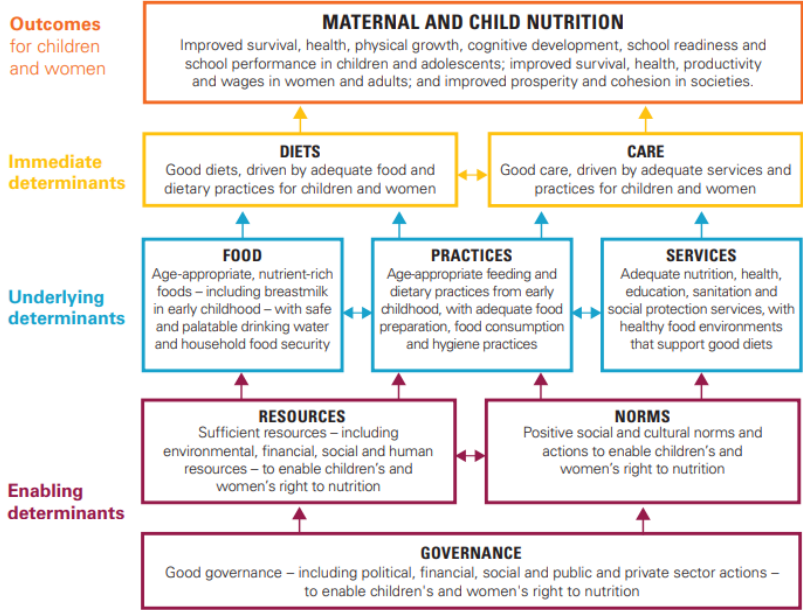 Outcomes
for children
and women
MATERNAL AND CHILD NUTRITION
Improved survival, health, physical growth, cognitive development, school readiness and
school performance in children and adolescents; improved survival, health, productivity
and wages in women and adults; and improved prosperity and cohesion in societies.
Immediate
determinants
DIETS
Good diets, driven by adequate food and
dietary practices for children and women
CARE
Good care, driven by adequate services and
practices for children and women
Underlying
determinants
FOOD
Age-appropriate, nutrient-rich
foods – including breastmilk
in early childhood – with safe
and palatable drinking water
and household food security
PRACTICES
Age-appropriate feeding and
dietary practices from early
childhood, with adequate food
preparation, food consumption
and hygiene practices
SERVICES
Adequate nutrition, health,
education, sanitation and
social protection services, with
healthy food environments
that support good diets
Enabling
determinants
RESOURCES
Sufficient resources – including
environmental, financial, social and human
resources – to enable children’s and
women’s right to nutrition
NORMS
Positive social and cultural norms and
actions to enable children’s and
women’s right to nutrition
GOVERNANCE
Good governance – including political, financial, social and public and private sector actions –
to enable children's and women's right to nutrition